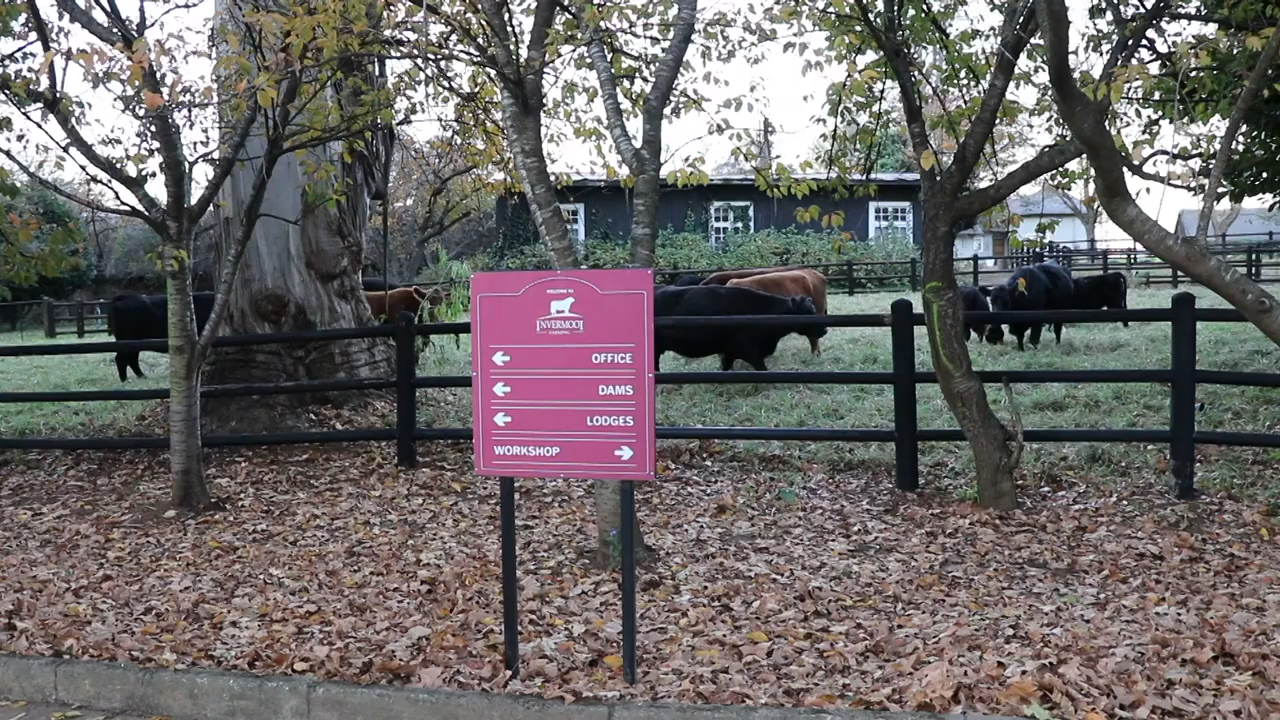 WELCOME TO
INVERMOOI
FARMING
OFFICE
DAMS
LODGES
WORKSHOP